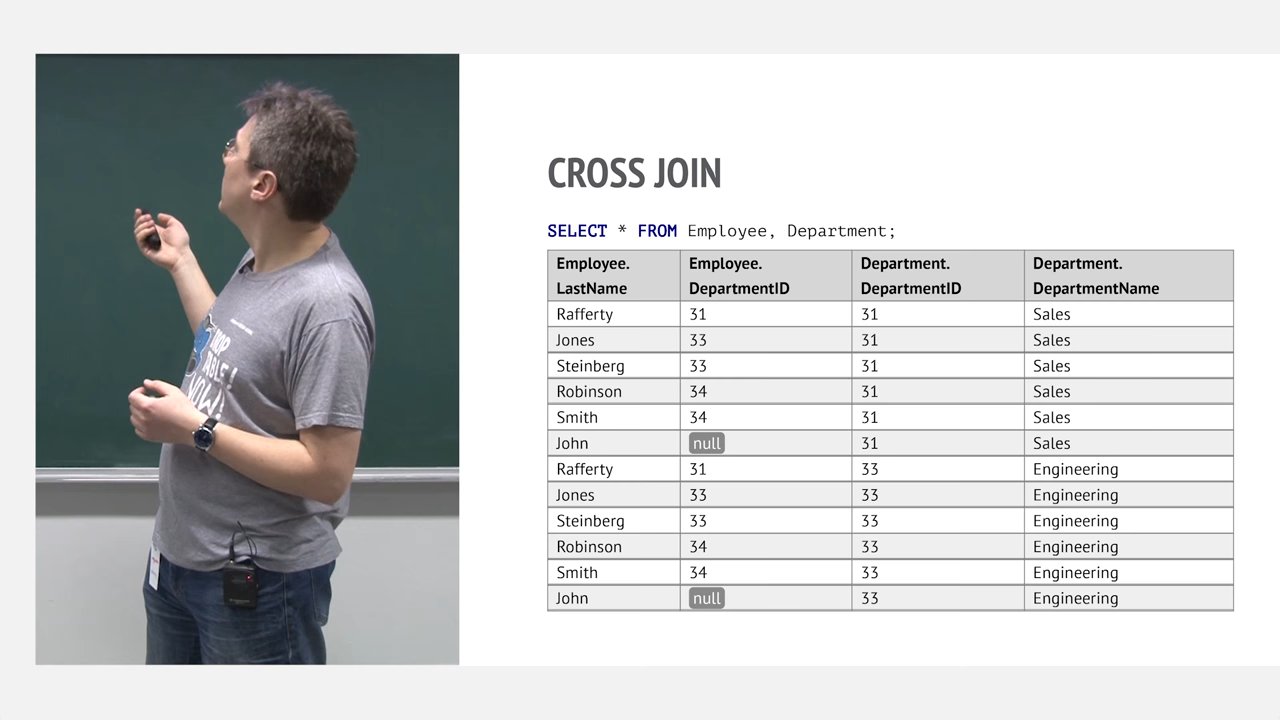 CROSS JOIN
SELECT * FROM Employee, Department;
Employee. LastName Employee. DepartmentID Department. DepartmentID Department. DepartmentName
Rafferty 31 31 Sales
Jones 33 31 Sales
Steinberg 33 31 Sales
Robinson 34 31 Sales
Smith 34 31 Sales
John null 31 Sales
Rafferty 31 33 Engineering
Jones 33 33 Engineering
Steinberg 33 33 Engineering
Robinson 34 33 Engineering
Smith 34 33 Engineering
John null 33 Engineering
NOW!